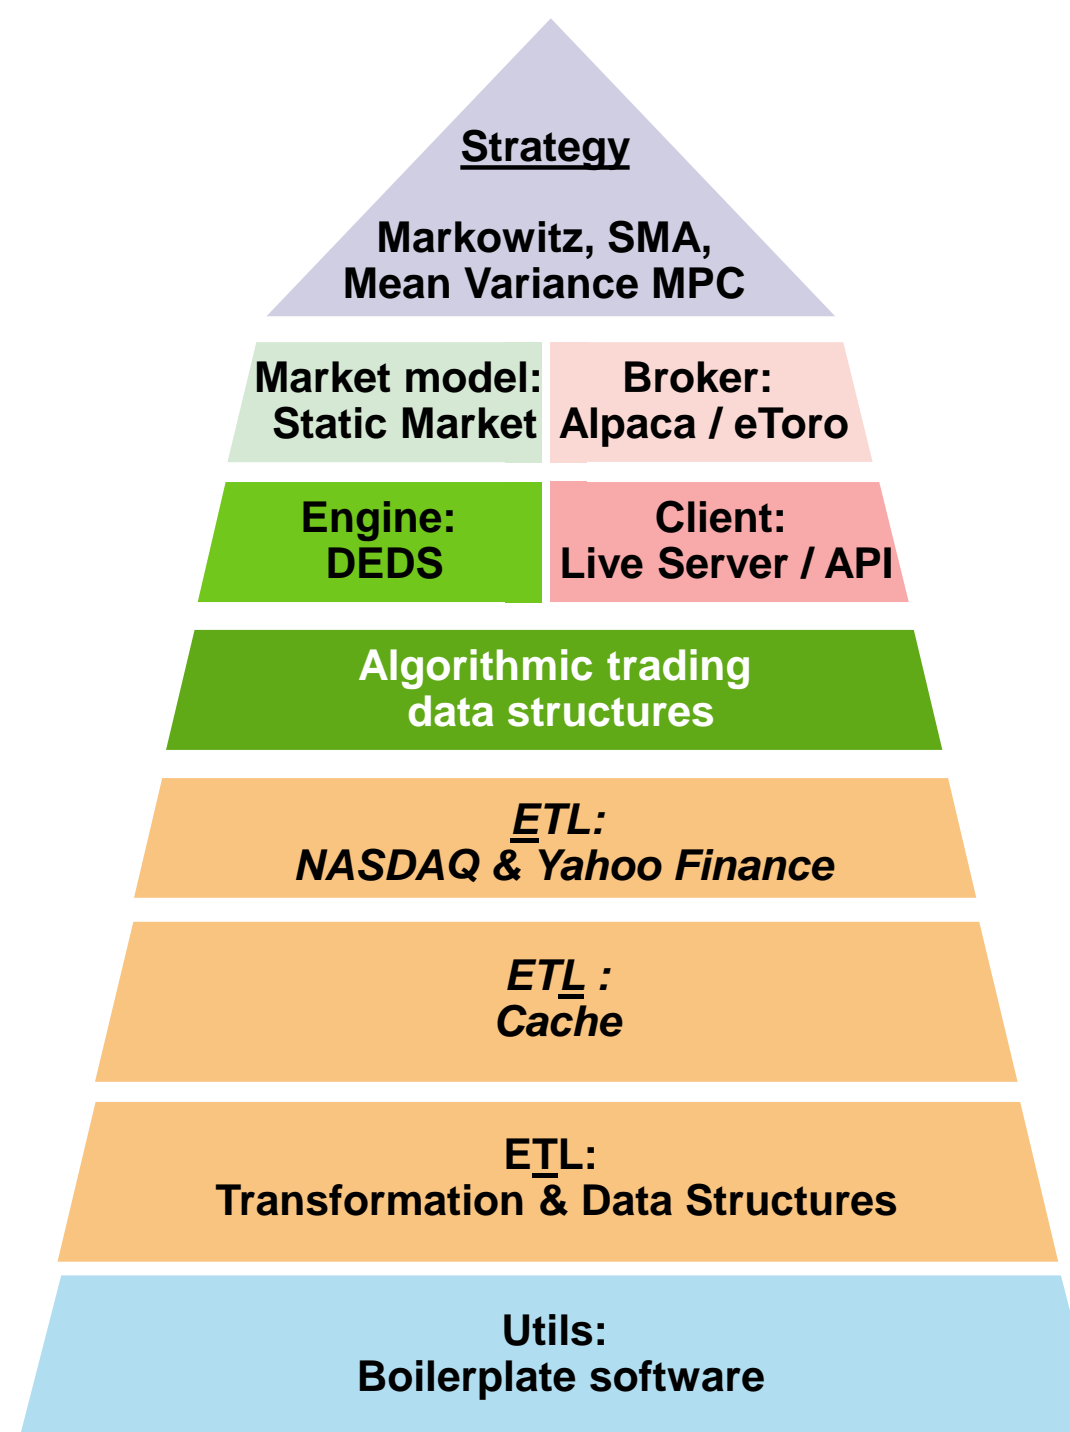 Strategy
Markowitz, SMA,
Mean Variance MPC
Market model:
Static Market
Broker:
Alpaca / eToro
Engine:
DEDS
Client:
Live Server / API
Algorithmic trading
data structures
ETL:
NASDAQ & Yahoo Finance
ETL :
Cache
ETL:
Transformation & Data Structures
Utils:
Boilerplate software